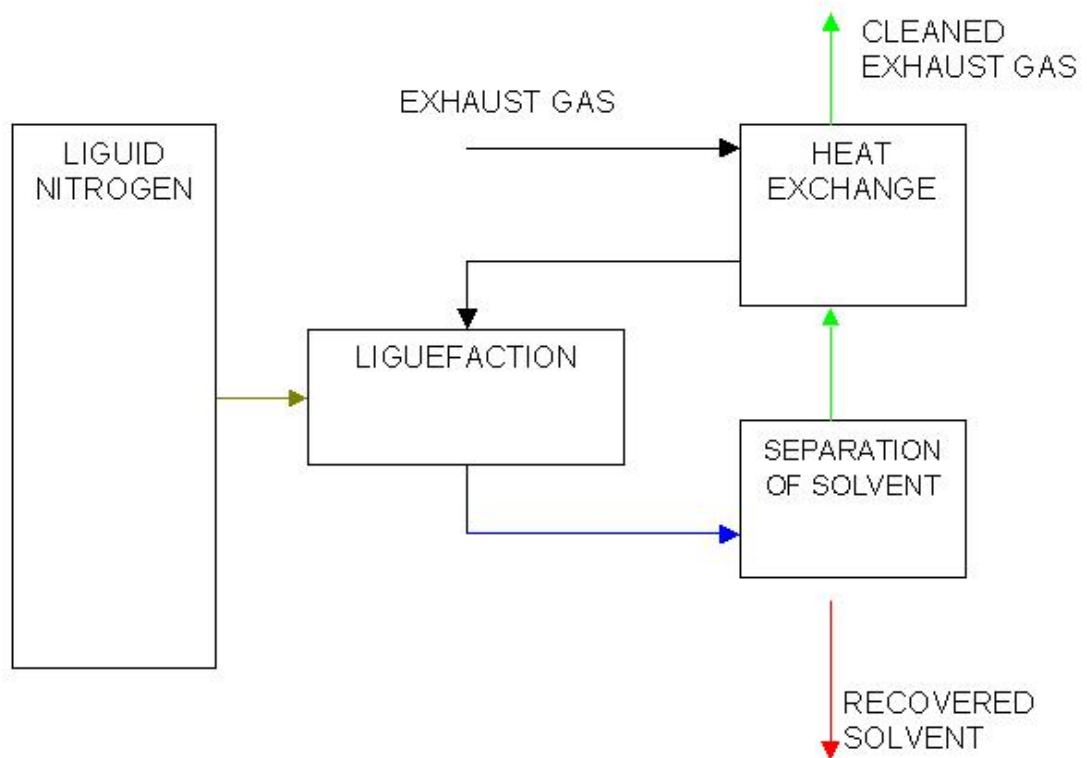 CLEANED
EXHAUST GAS
EXHAUST GAS
LIGUID
NITROGEN
HEAT
EXCHANGE
LIGUEFACTION
SEPARATION
OF SOLVENT
RECOVERED
SOLVENT